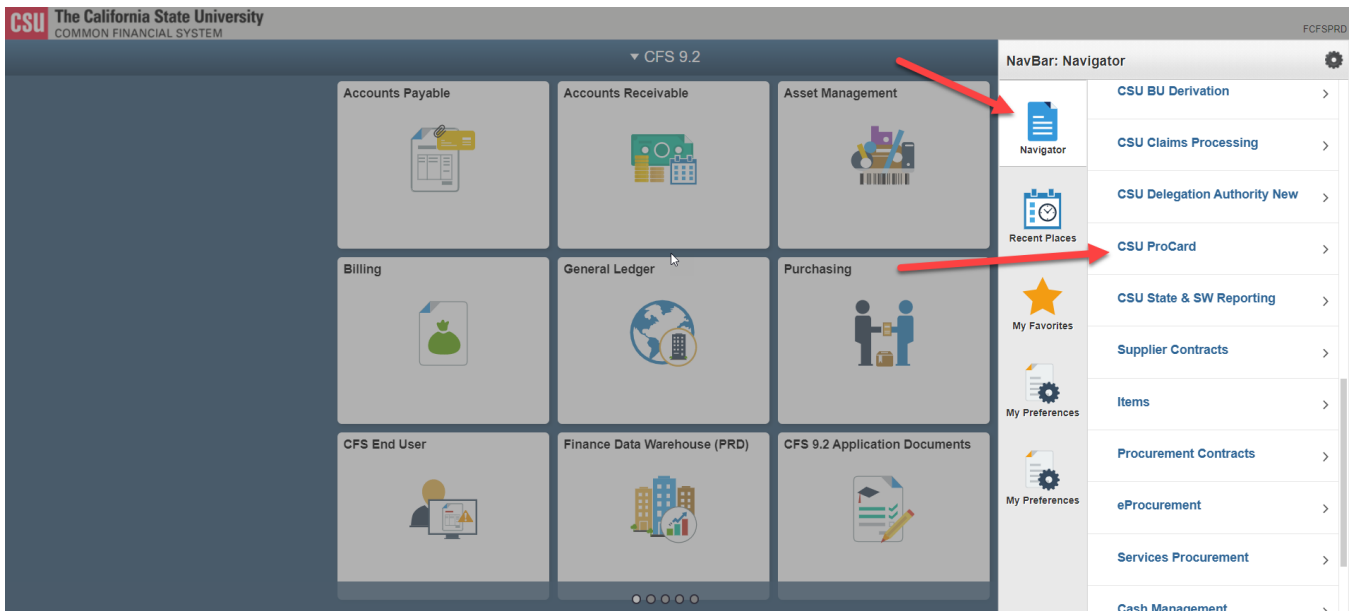 CSU The California State University
COMMON FINANCIAL SYSTEM
FCFSPRD
CFS 9.2
Accounts Payable
Accounts Receivable
Asset Management
Billing
General Ledger
Purchasing
CFS End User
Finance Data Warehouse (PRD)
CFS 9.2 Application Documents
NavBar: Navigator
Navigator
Recent Places
My Favorites
My Preferences
My Preferences
CSU BU Derivation
CSU Claims Processing
CSU Delegation Authority New
CSU ProCard
CSU State & SW Reporting
Supplier Contracts
Items
Procurement Contracts
eProcurement
Services Procurement
Cash Management